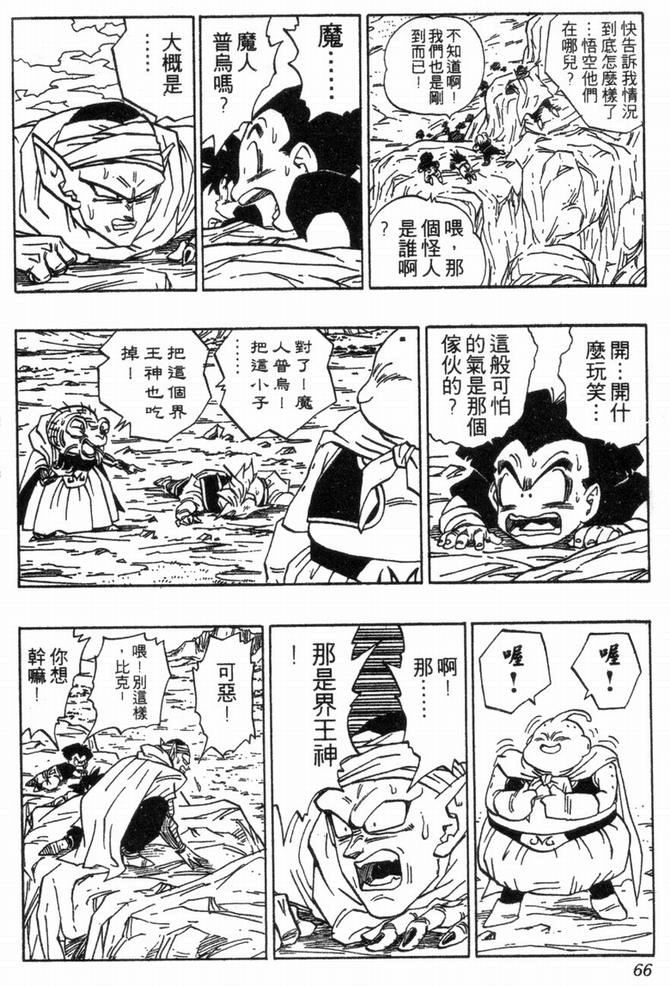 快告訴我情況
到底怎麼樣了
…悟空他們
在哪兒？
不知道啊！
我們也是剛
到而已！
喂，那
個怪人
是誰啊
？
魔……
魔人
普烏嗎？
大概是
……
開…開什
麼玩笑…
這般可怕
的氣是那個
傢伙的？
對了！魔
人普烏！
把這小子
……
把這個界
王神也吃
掉！
喔！
喔！
啊！
那……
那是界王神
！
可惡！
喂！別這樣
，比克！
你想
幹嘛！
66